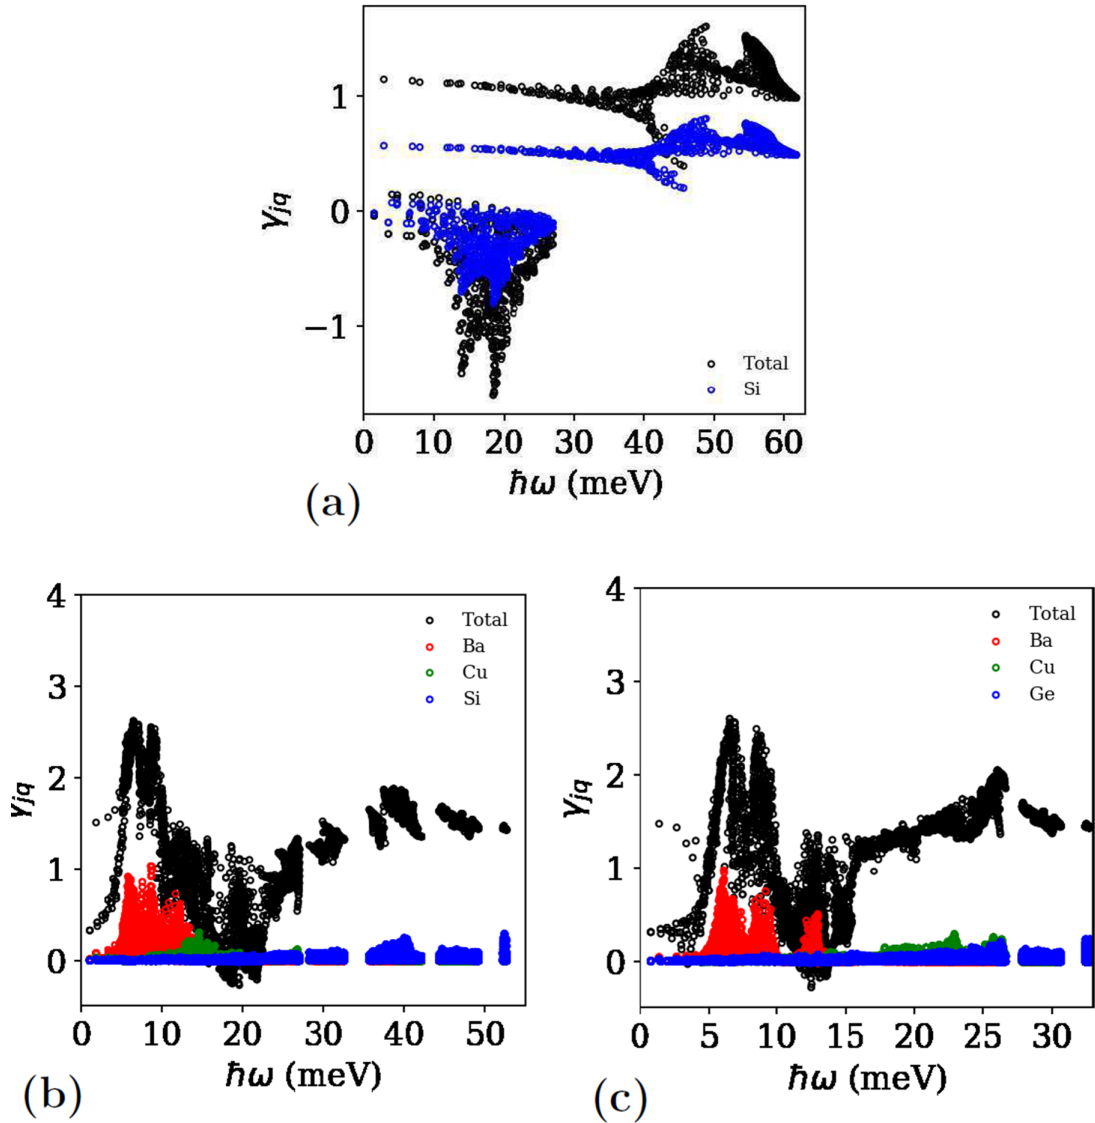 1
0
−1
γjq
Total
Si
0 10 20 30 40 50 60
ħω (meV)
(a)
4
3
2
1
0
γjq
Total
Ba
Cu
Si
0 10 20 30 40 50
ħω (meV)
(b)
4
3
2
1
0
γjq
Total
Ba
Cu
Ge
0 5 10 15 20 25 30
ħω (meV)
(c)